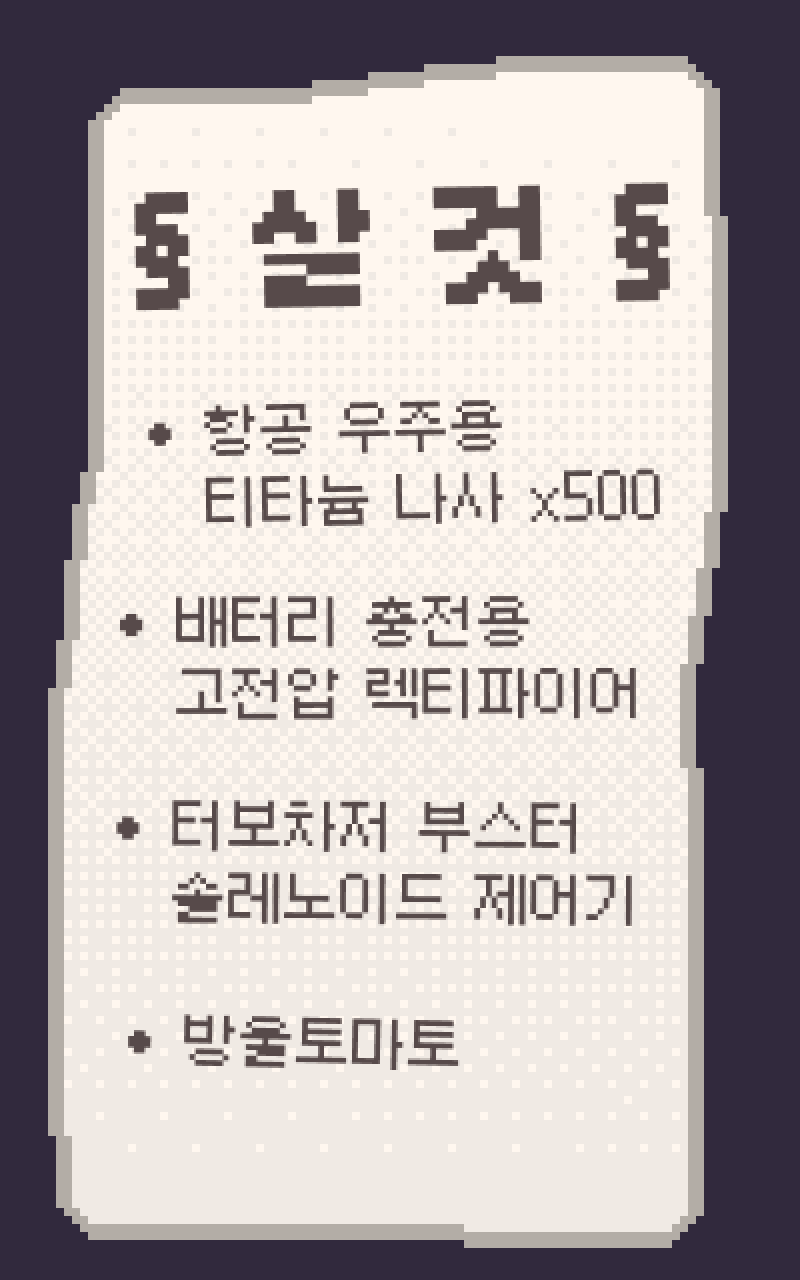 § 살 것 §
• 항공 우주용
티타늄 나사 x500
• 배터리 충전용
고전압 렉티파이어
• 터보차저 부스터
솔레노이드 제어기
• 방울토마토